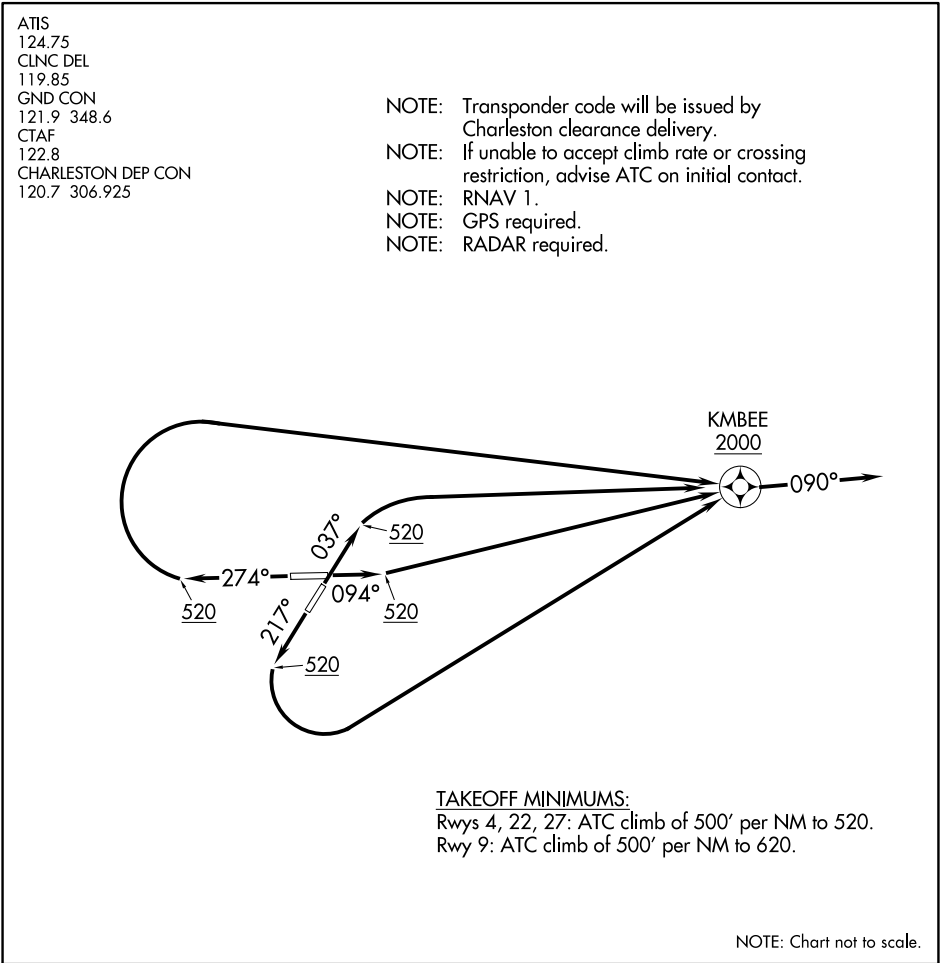 ATIS
124.75
CLNC DEL
119.85
GND CON
121.9 348.6
CTAF
122.8
CHARLESTON DEP CON
120.7 306.925
NOTE: Transponder code will be issued by
Charleston clearance delivery.
NOTE: If unable to accept climb rate or crossing
restriction, advise ATC on initial contact.
NOTE: RNAV 1.
NOTE: GPS required.
NOTE: RADAR required.
KMBEE
2000
090°
037°
520
274°
094°
520
520
217°
520
TAKEOFF MINIMUMS:
Rwys 4, 22, 27: ATC climb of 500' per NM to 520.
Rwy 9: ATC climb of 500' per NM to 620.
NOTE: Chart not to scale.